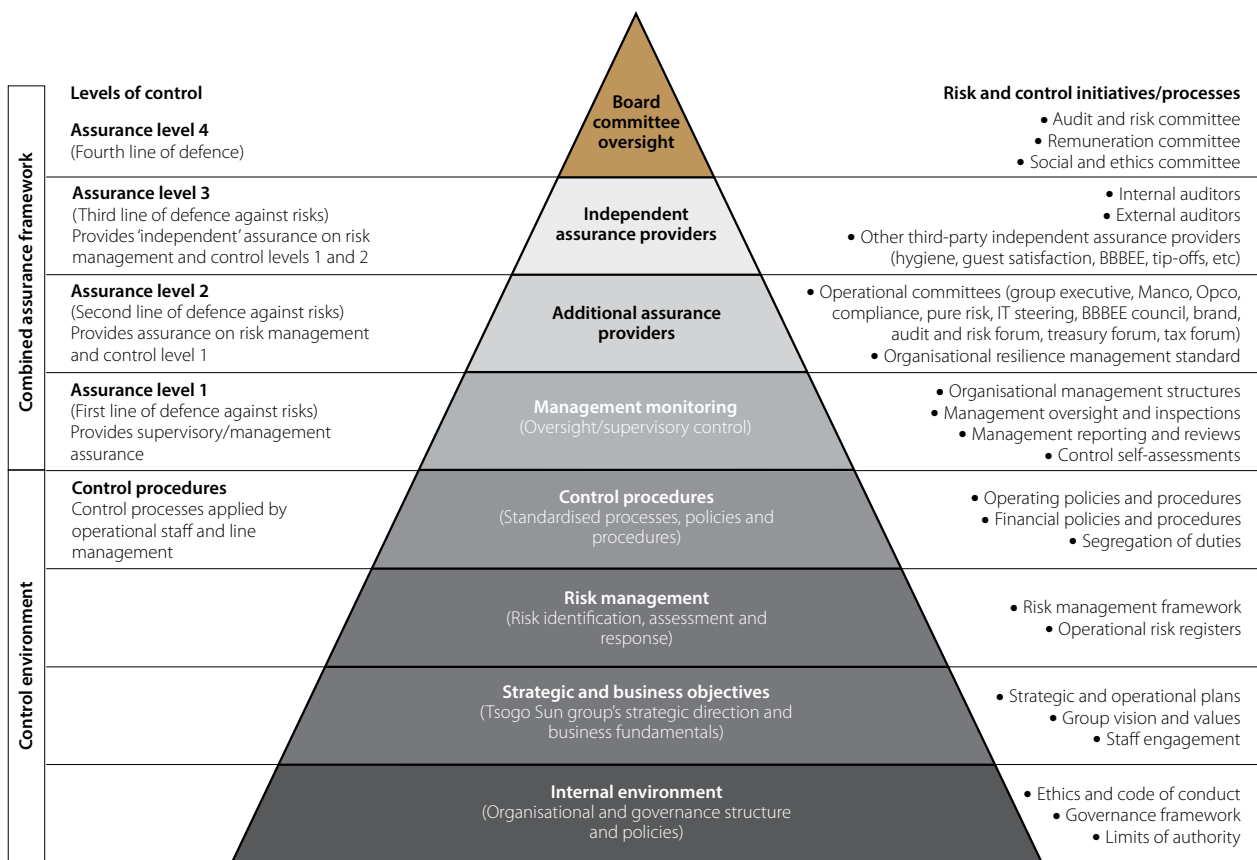 Combined assurance framework
Control environment
Levels of control
Risk and control initiatives/processes
Assurance level 4
(Fourth line of defence)
Board
committee
oversight
• Audit and risk committee
• Remuneration committee
• Social and ethics committee
Assurance level 3
(Third line of defence against risks)
Provides ‘independent’ assurance on risk
management and control levels 1 and 2
Independent
assurance providers
• Internal auditors
• External auditors
• Other third-party independent assurance providers
(hygiene, guest satisfaction, BBBEE, tip-offs, etc)
Assurance level 2
(Second line of defence against risks)
Provides assurance on risk management
and control level 1
Additional assurance
providers
• Operational committees (group executive, Manco, Opco,
compliance, pure risk, IT steering, BBBEE council, brand,
audit and risk forum, treasury forum, tax forum)
• Organisational resilience management standard
Assurance level 1
(First line of defence against risks)
Provides supervisory/management
assurance
Management monitoring
(Oversight/supervisory control)
• Organisational management structures
• Management oversight and inspections
• Management reporting and reviews
• Control self-assessments
Control procedures
Control processes applied by
operational staff and line
management
Control procedures
(Standardised processes, policies and
procedures)
• Operating policies and procedures
• Financial policies and procedures
• Segregation of duties
Risk management
(Risk identification, assessment and
response)
• Risk management framework
• Operational risk registers
Strategic and business objectives
(Tsogo Sun group’s strategic direction and
business fundamentals)
• Strategic and operational plans
• Group vision and values
• Staff engagement
Internal environment
(Organisational and governance structure
and policies)
• Ethics and code of conduct
• Governance framework
• Limits of authority